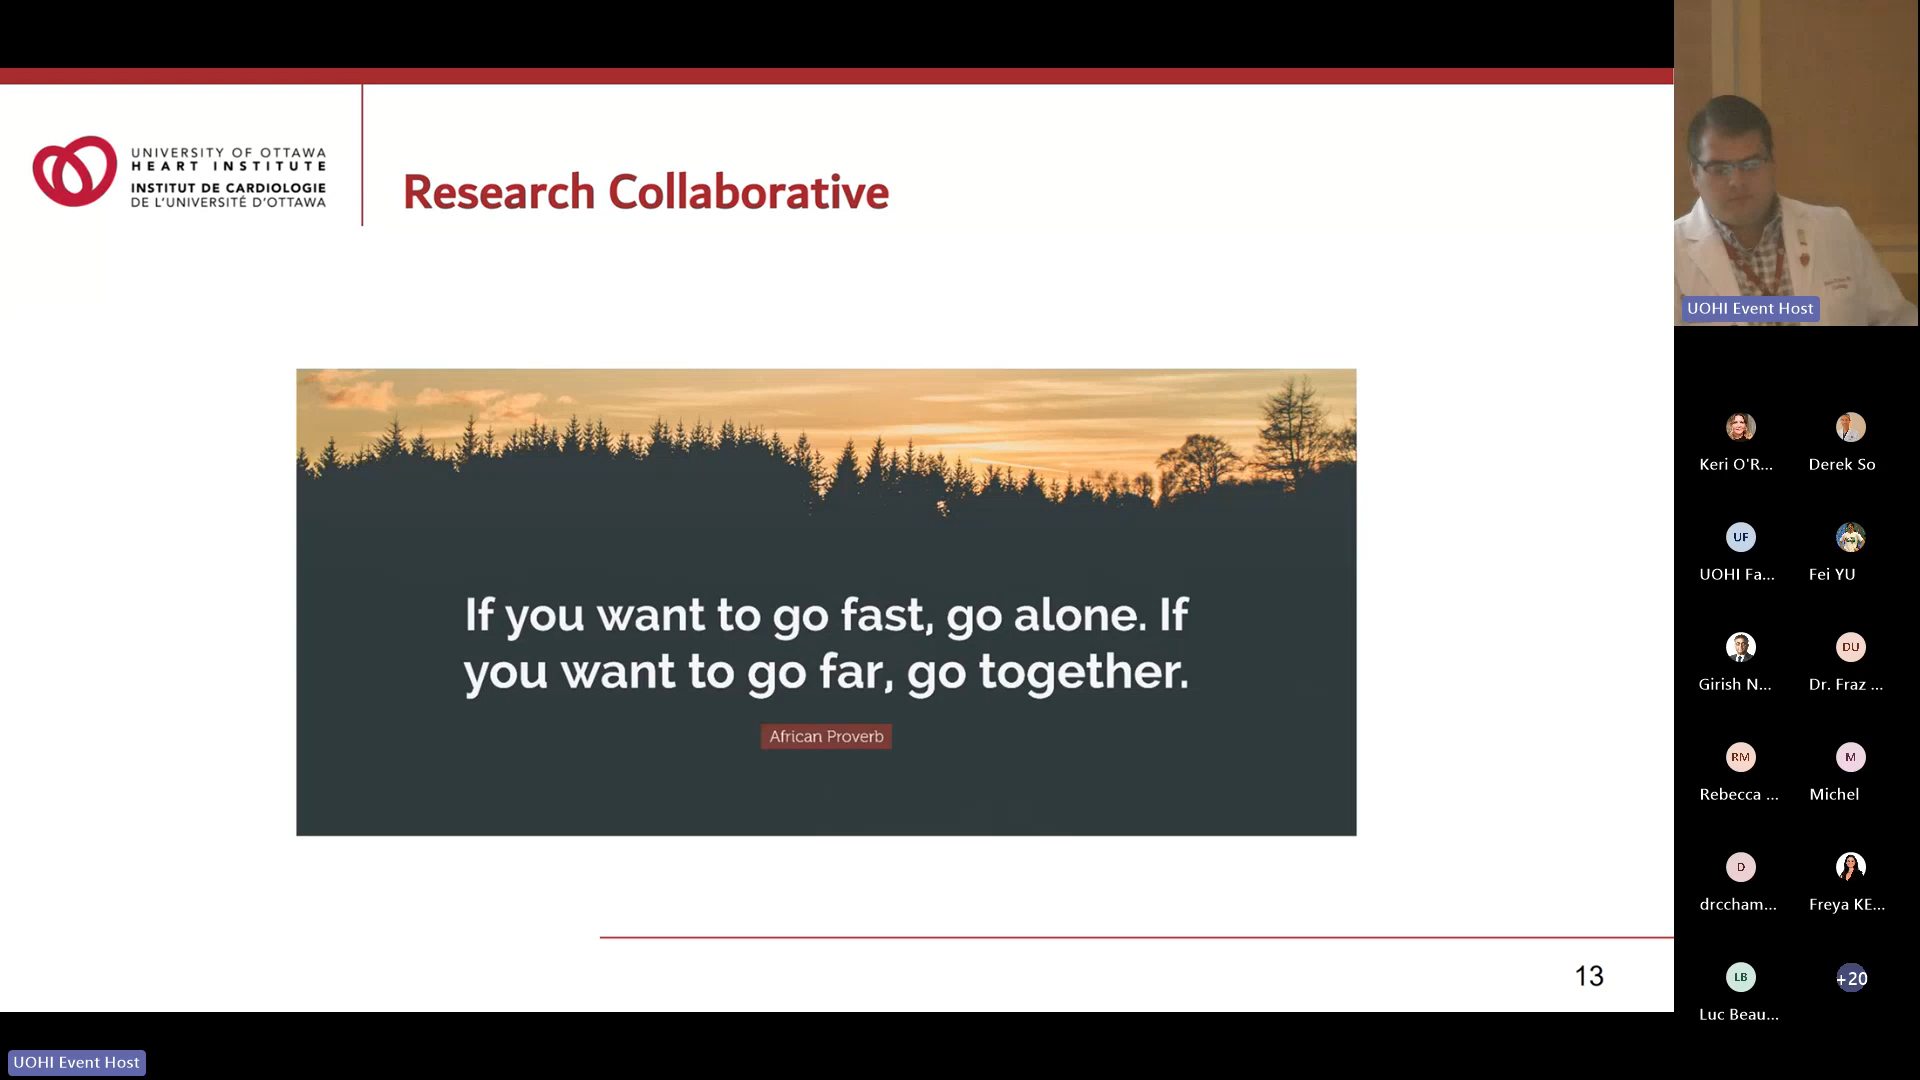 UNIVERSITY OF OTTAWA
HEART INSTITUTE
INSTITUT DE CARDIOLOGIE
DE L'UNIVERSITÉ D'OTTAWA
Research Collaborative
If you want to go fast, go alone. If
you want to go far, go together.
African Proverb
13
UOHI Event Host
UOHI Event Host
Keri O'R...
Derek So
UF
UOHI Fa...
Fei YU
Girish N...
DU
Dr. Fraz ...
RM
Rebecca ...
M
Michel
D
drccham...
Freya KE...
LB
Luc Beau...
+20